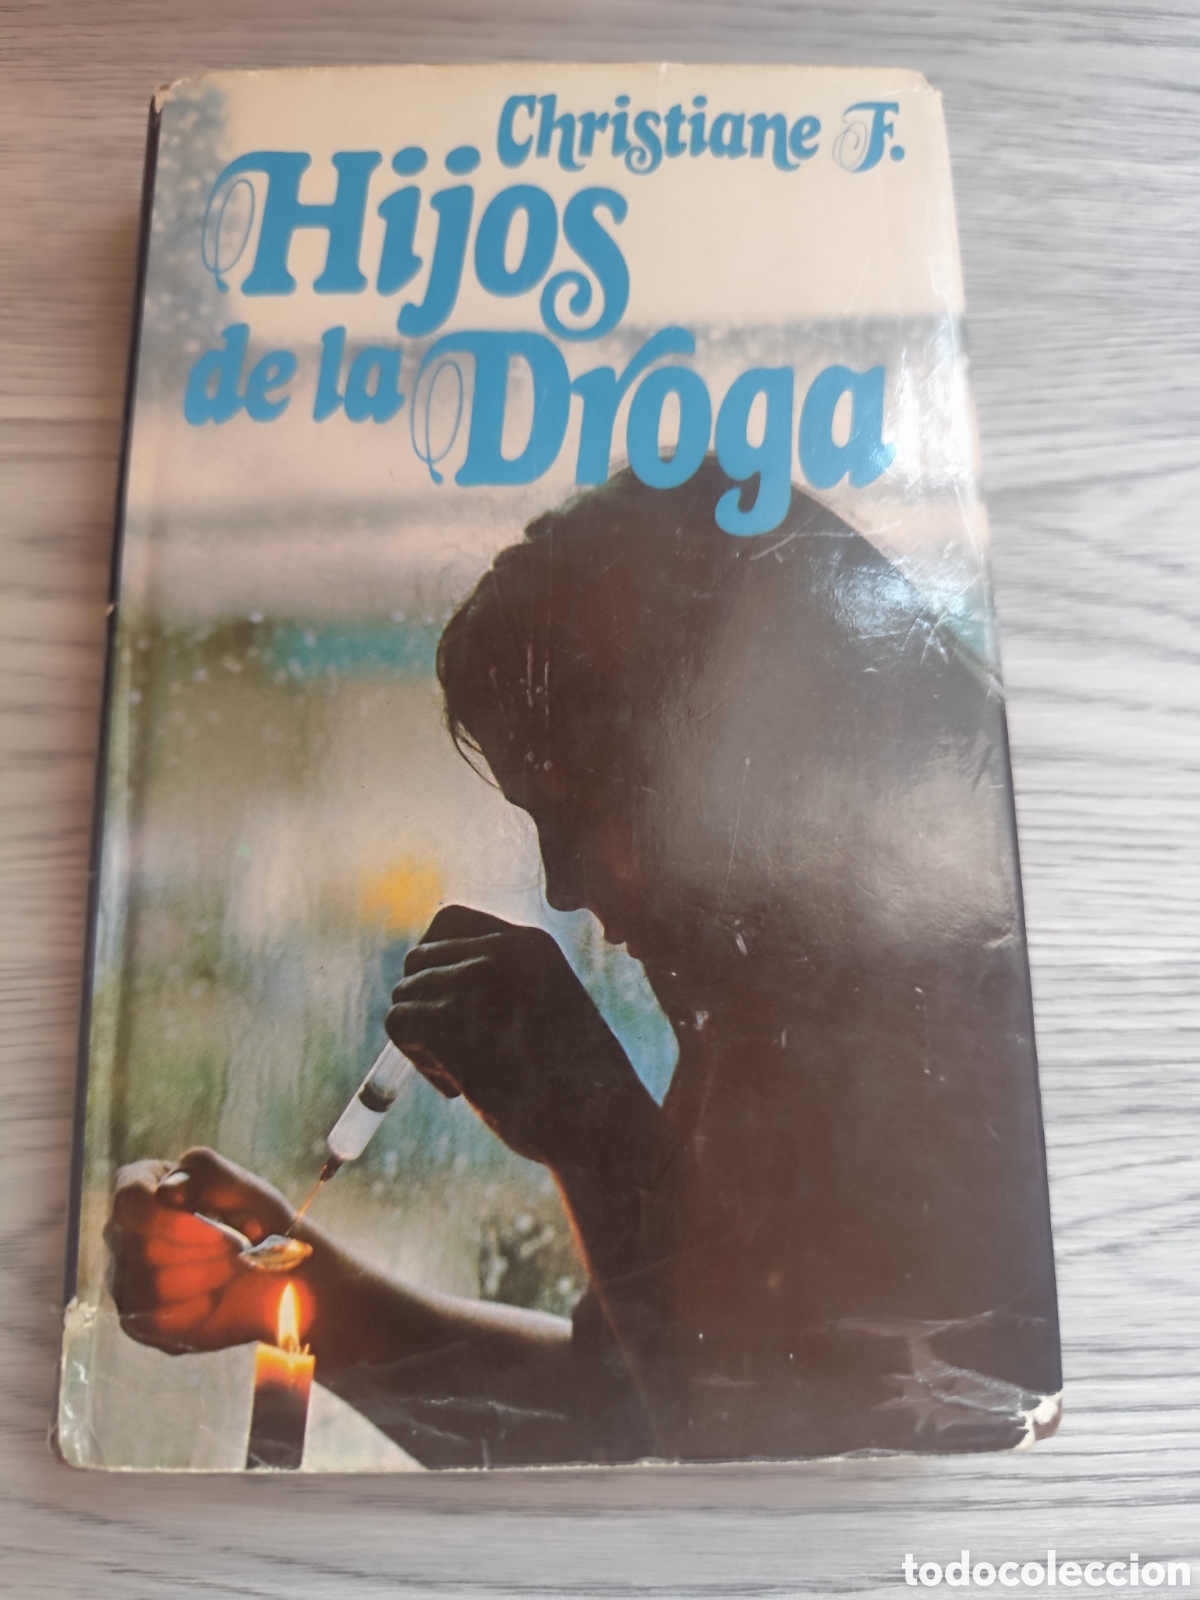 Christiane F.
Hijos
de la Droga
todocoleccion